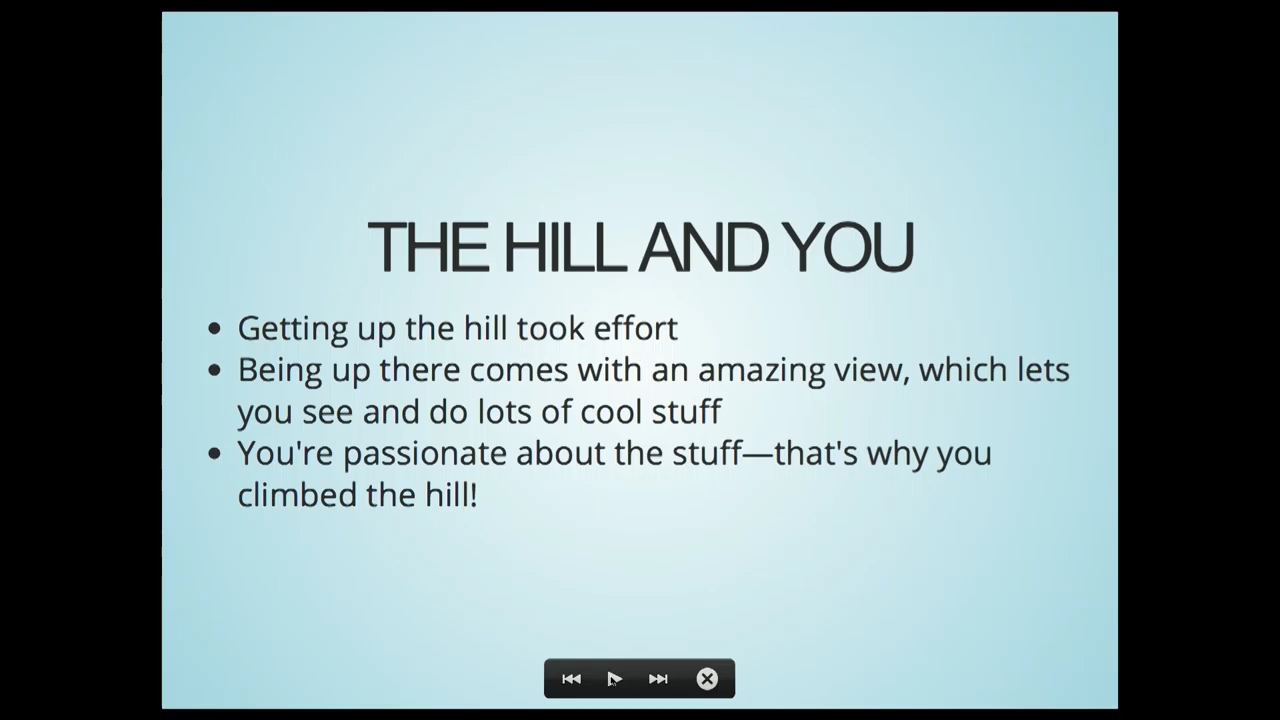 THE HILL AND YOU
• Getting up the hill took effort
• Being up there comes with an amazing view, which lets
you see and do lots of cool stuff
• You're passionate about the stuff—that's why you
climbed the hill!